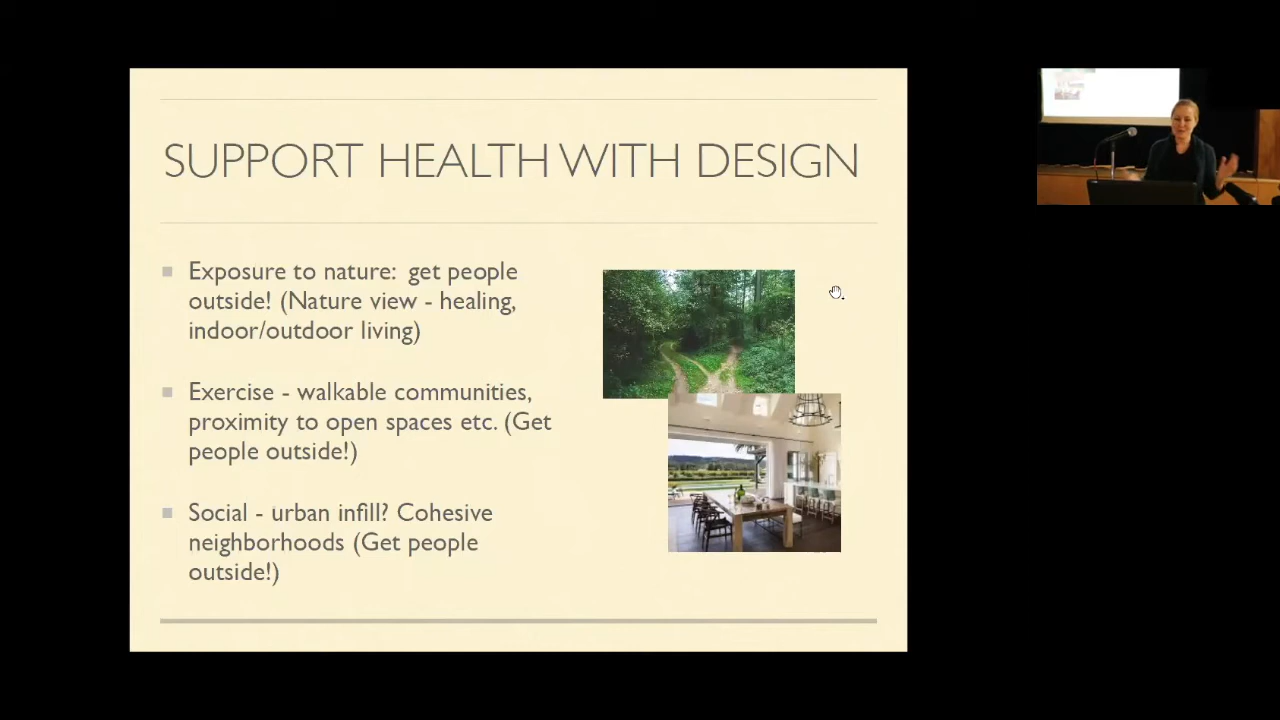 SUPPORT HEALTH WITH DESIGN
Exposure to nature:  get people
outside! (Nature view - healing,
indoor/outdoor living)
Exercise - walkable communities,
proximity to open spaces etc. (Get
people outside!)
Social - urban infill? Cohesive
neighborhoods (Get people
outside!)